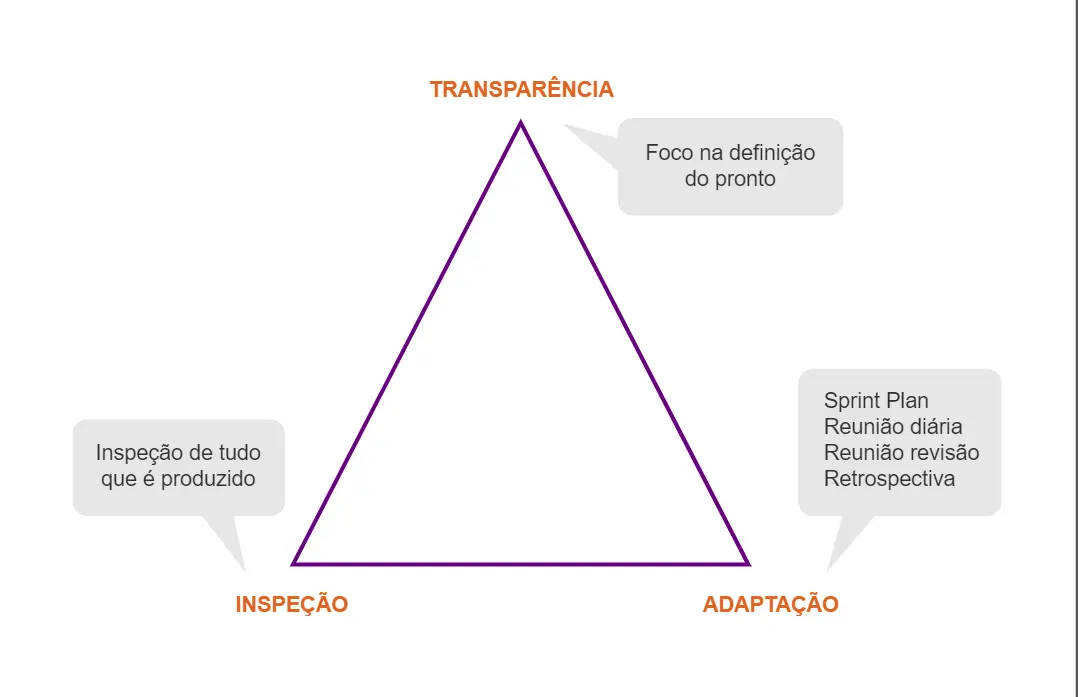 TRANSPARÊNCIA
Foco na definição
do pronto
Sprint Plan
Reunião diária
Reunião revisão
Retrospectiva
Inspeção de tudo
que é produzido
INSPEÇÃO
ADAPTAÇÃO